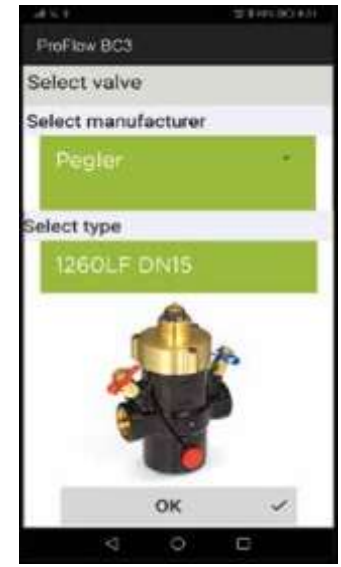 ProFlow BC3
Select valve
Select manufacturer
Pegler
Select type
1260LF DN15
OK